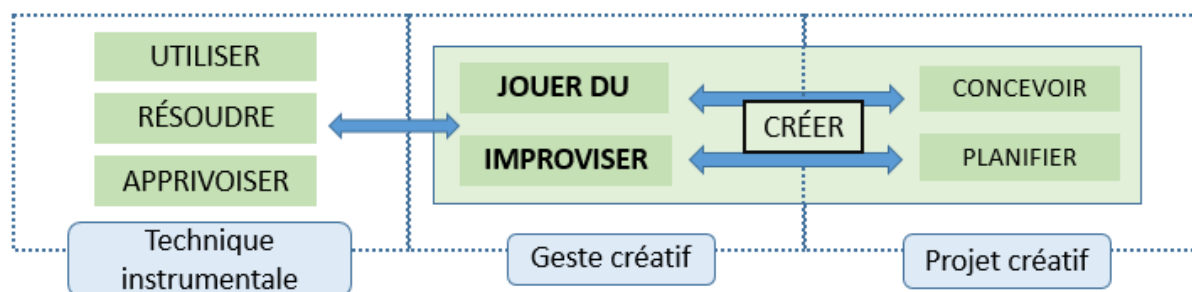 UTILISER
RÉSOUDRE
APPRIVOISER
Technique
instrumentale
JOUER DU
IMPROVISER
Geste créatif
CRÉER
CONCEVOIR
PLANIFIER
Projet créatif